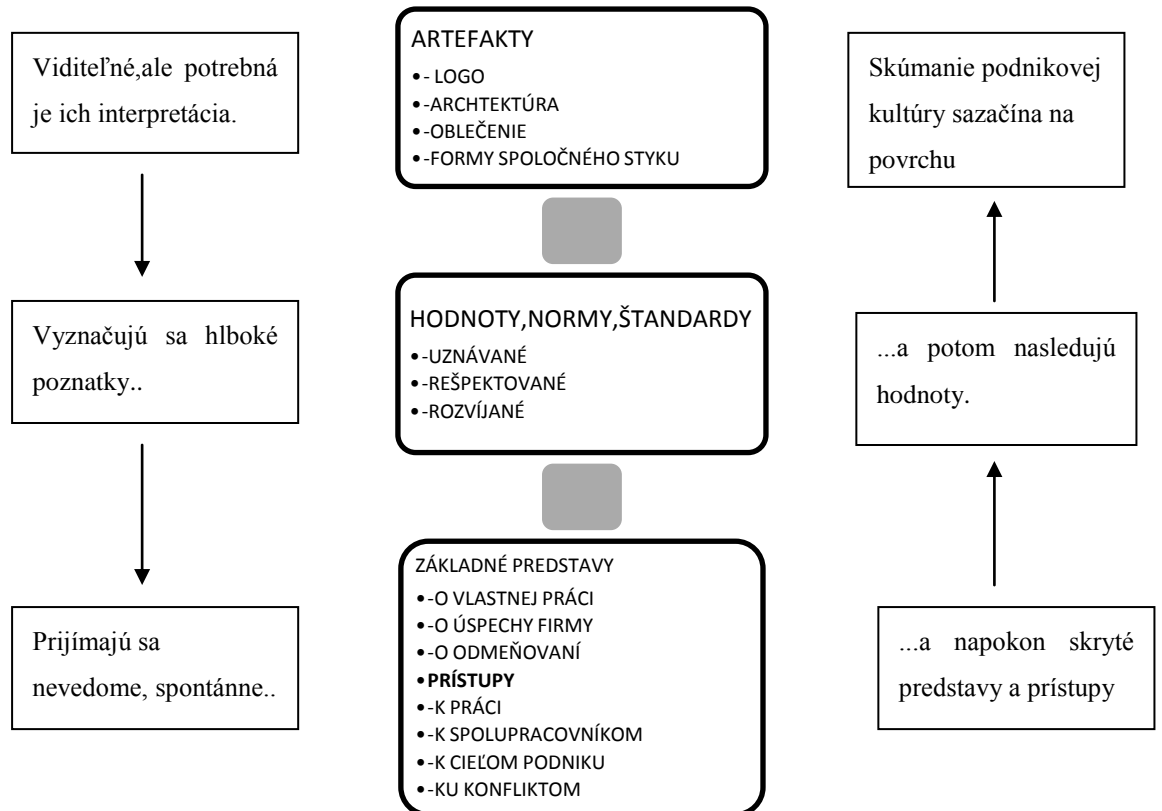 Viditeľné,ale potrebná
je ich interpretácia.
Vyznačujú sa hlboké
poznatky..
Prijímajú sa
nevedome, spontánne..
ARTEFAKTY
•- LOGO
•-ARCHTEKTÚRA
•-OBLEČENIE
•-FORMY SPOLOČNÉHO STYKU
HODNOTY,NORMY,ŠTANDARDY
•-UZNÁVANÉ
•-REŠPEKTOVANÉ
•-ROZVÍJANÉ
ZÁKLADNÉ PREDSTAVY
•-O VLASTNEJ PRÁCI
•-O ÚSPECHY FIRMY
•-O ODMEŇOVANÍ
•PRÍSTUPY
•-K PRÁCI
•-K SPOLUPRACOVNÍKOM
•-K CIEĽOM PODNIKU
•-KU KONFLIKTOM
Skúmanie podnikovej
kultúry sazačína na
povrchu
...a potom nasledujú
hodnoty.
...a napokon skryté
predstavy a prístupy